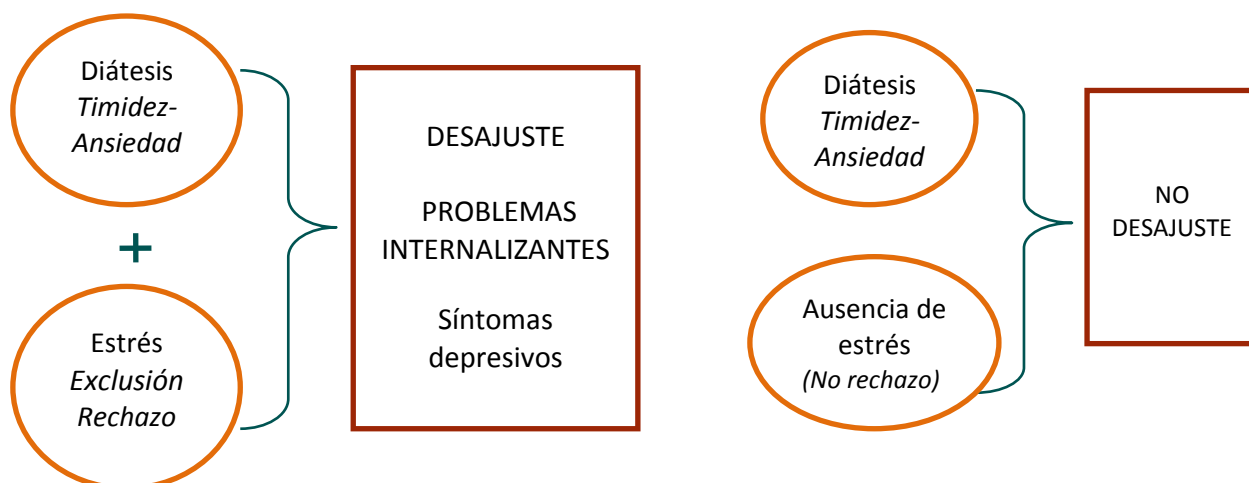 Diátesis
Timidez-
Ansiedad
+
Estrés
Exclusión
Rechazo
DESAJUSTE
PROBLEMAS
INTERNALIZANTES
Síntomas
depresivos
Diátesis
Timidez-
Ansiedad
Ausencia de
estrés
(No rechazo)
NO
DESAJUSTE